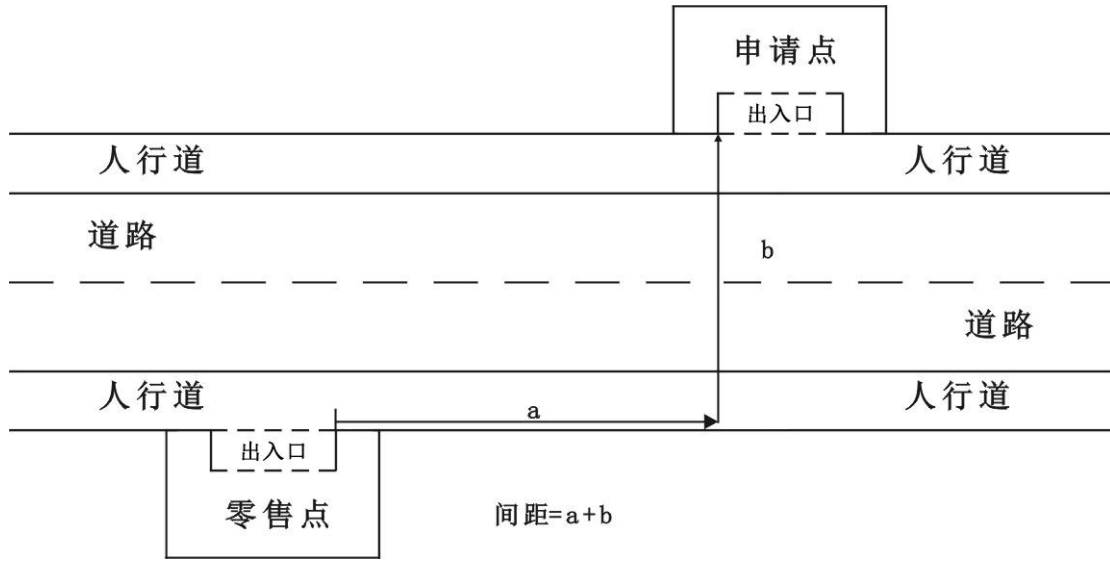 申请点
出入口
人行道 人行道
道路
b
道路
人行道 人行道
a
出入口
零售点
间距=a+b